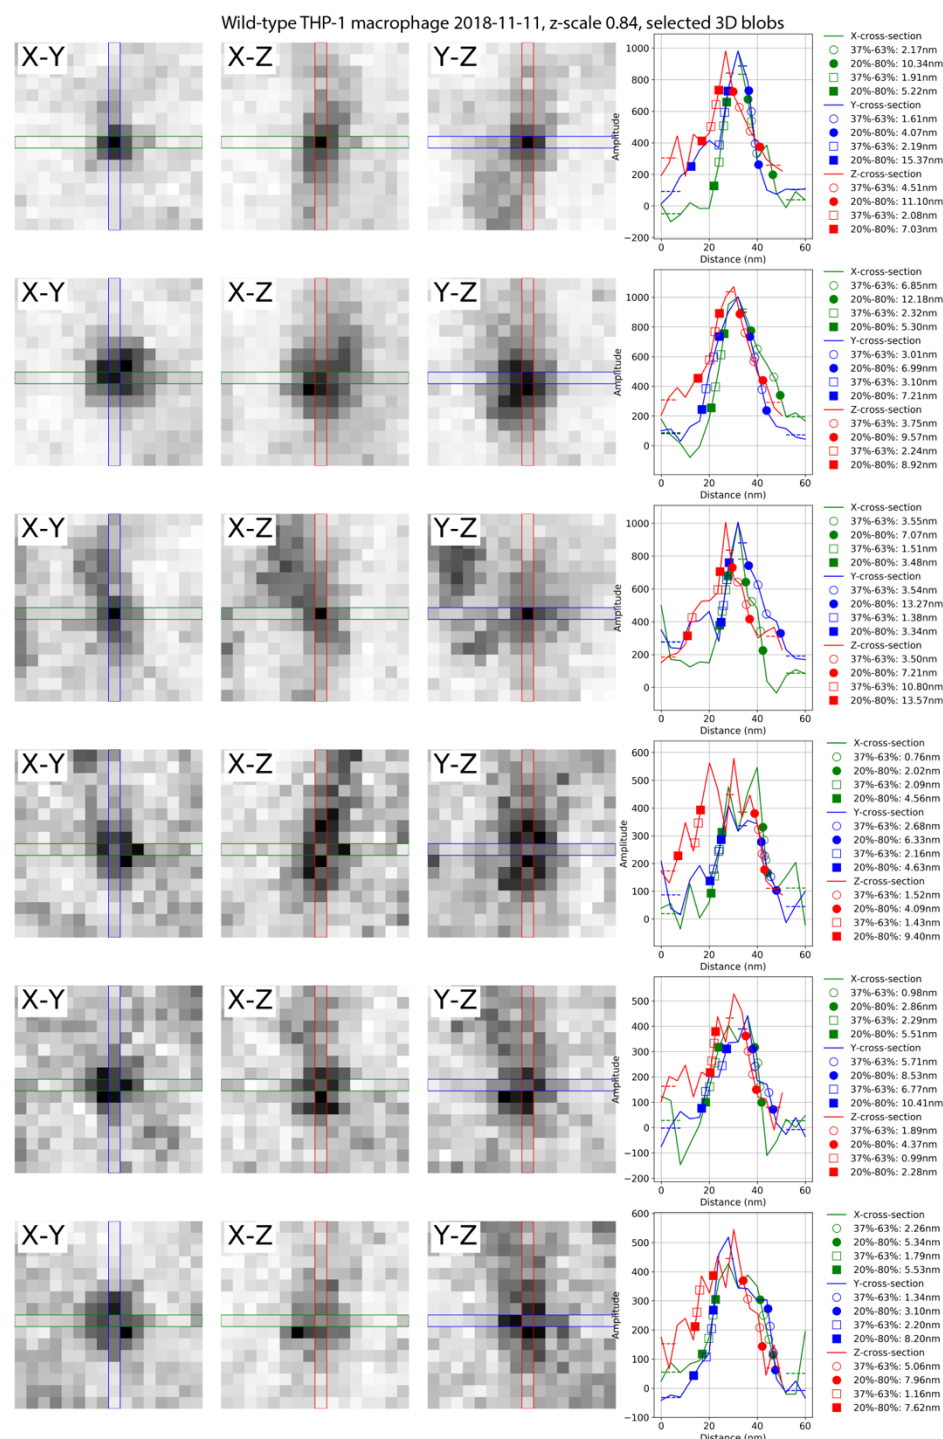 Wild-type THP-1 macrophage 2018-11-11, z-scale 0.84, selected 3D blobs
X-Y
X-Z
Y-Z
1000
800
600
400
200
0
−200
Amplitude
0 20 40 60
Distance (nm)
X-cross-section
37%-63%: 2.17nm
20%-80%: 10.34nm
37%-63%: 1.91nm
20%-80%: 5.22nm
Y-cross-section
37%-63%: 1.61nm
20%-80%: 4.07nm
37%-63%: 2.19nm
20%-80%: 15.37nm
Z-cross-section
37%-63%: 4.51nm
20%-80%: 11.10nm
37%-63%: 2.08nm
20%-80%: 7.03nm
X-Y
X-Z
Y-Z
1000
800
600
400
200
0
Amplitude
0 20 40 60
Distance (nm)
X-cross-section
37%-63%: 6.85nm
20%-80%: 12.18nm
37%-63%: 2.32nm
20%-80%: 5.30nm
Y-cross-section
37%-63%: 3.01nm
20%-80%: 6.99nm
37%-63%: 3.10nm
20%-80%: 7.21nm
Z-cross-section
37%-63%: 3.75nm
20%-80%: 9.57nm
37%-63%: 2.24nm
20%-80%: 8.92nm
X-Y
X-Z
Y-Z
1000
800
600
400
200
0
Amplitude
0 20 40 60
Distance (nm)
X-cross-section
37%-63%: 3.55nm
20%-80%: 7.07nm
37%-63%: 1.51nm
20%-80%: 3.48nm
Y-cross-section
37%-63%: 3.54nm
20%-80%: 13.27nm
37%-63%: 1.38nm
20%-80%: 3.34nm
Z-cross-section
37%-63%: 3.50nm
20%-80%: 7.21nm
37%-63%: 10.80nm
20%-80%: 13.57nm
X-Y
X-Z
Y-Z
600
500
400
300
200
100
0
Amplitude
0 20 40 60
Distance (nm)
X-cross-section
37%-63%: 0.76nm
20%-80%: 2.02nm
37%-63%: 2.09nm
20%-80%: 4.56nm
Y-cross-section
37%-63%: 2.68nm
20%-80%: 6.33nm
37%-63%: 2.16nm
20%-80%: 4.63nm
Z-cross-section
37%-63%: 1.52nm
20%-80%: 4.09nm
37%-63%: 1.43nm
20%-80%: 9.40nm
X-Y
X-Z
Y-Z
500
400
300
200
100
0
−100
−200
Amplitude
0 20 40 60
Distance (nm)
X-cross-section
37%-63%: 0.98nm
20%-80%: 2.86nm
37%-63%: 2.29nm
20%-80%: 5.51nm
Y-cross-section
37%-63%: 5.71nm
20%-80%: 8.53nm
37%-63%: 6.77nm
20%-80%: 10.41nm
Z-cross-section
37%-63%: 1.89nm
20%-80%: 4.37nm
37%-63%: 0.99nm
20%-80%: 2.28nm
X-Y
X-Z
Y-Z
600
500
400
300
200
100
0
−100
Amplitude
0 20 40 60
Distance (nm)
X-cross-section
37%-63%: 2.26nm
20%-80%: 5.34nm
37%-63%: 1.79nm
20%-80%: 5.53nm
Y-cross-section
37%-63%: 1.34nm
20%-80%: 3.10nm
37%-63%: 2.20nm
20%-80%: 8.20nm
Z-cross-section
37%-63%: 5.06nm
20%-80%: 7.96nm
37%-63%: 1.16nm
20%-80%: 7.62nm